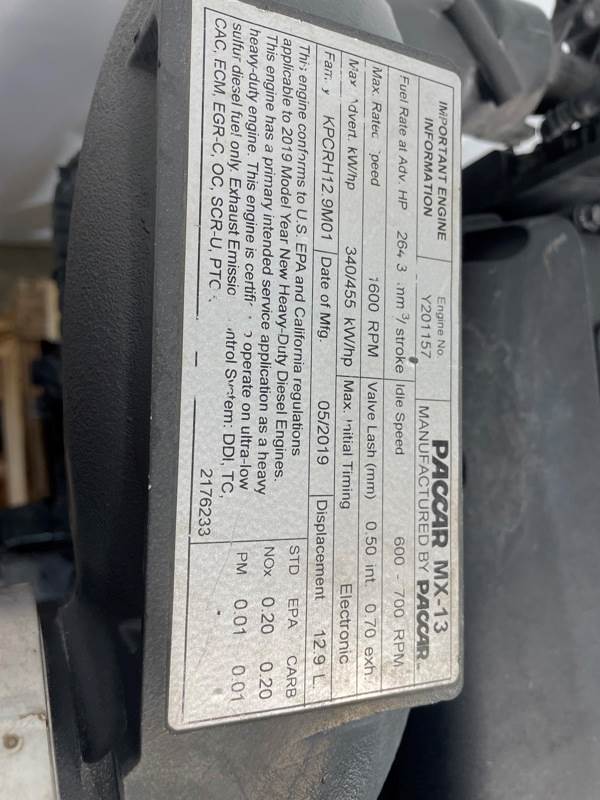 IMPORTANT ENGINE INFORMATION
Engine No. Y201157
PACCAR MX-13
MANUFACTURED BY PACCAR
Fuel Rate at Adv. HP 264.3 mm³/ stroke Idle Speed 600 - 700 RPM
Max. Rated Speed 1600 RPM Valve Lash (mm) 0.50 int. 0.70 exh.
Max Advert. kW/hp 340/455 kW/hp Max. Initial Timing Electronic
Family KPCRH12.9M01 Date of Mfg. 05/2019 Displacement 12.9 L
This engine conforms to U.S. EPA and California regulations
applicable to 2019 Model Year New Heavy-Duty Diesel Engines.
This engine has a primary intended service application as a heavy
heavy-duty engine. This engine is certified to operate on ultra-low
sulfur diesel fuel only. Exhaust Emission Control System: DDI, TC,
CAC, ECM, EGR-C, OC, SCR-U, PTOX
STD EPA CARB
NOx 0.20 0.20
PM 0.01 0.01
2176233